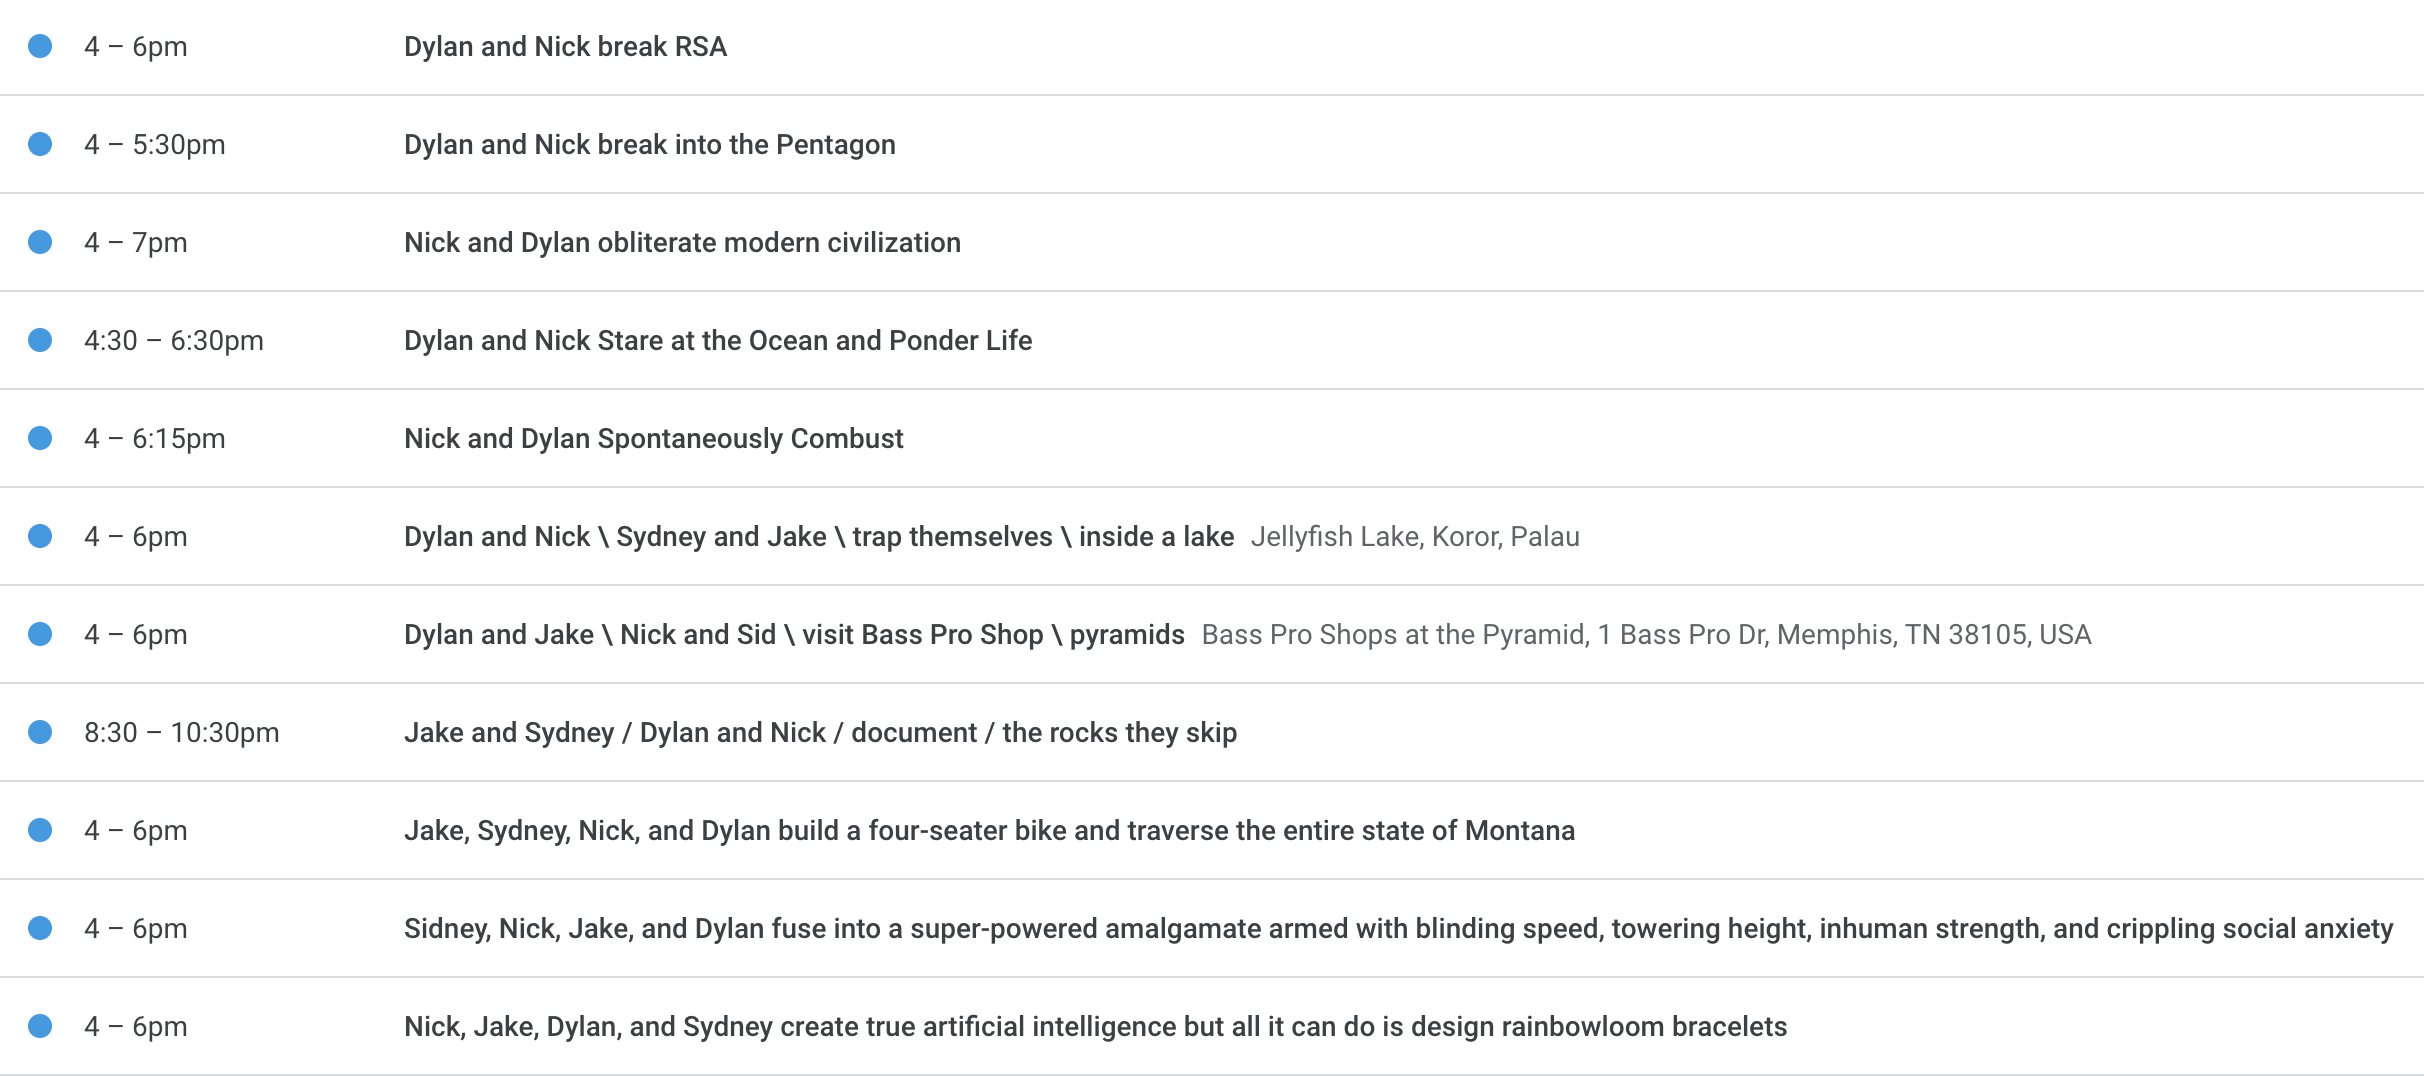 4 – 6pm Dylan and Nick break RSA
4 – 5:30pm Dylan and Nick break into the Pentagon
4 – 7pm Nick and Dylan obliterate modern civilization
4:30 – 6:30pm Dylan and Nick Stare at the Ocean and Ponder Life
4 – 6:15pm Nick and Dylan Spontaneously Combust
4 – 6pm Dylan and Nick \ Sydney and Jake \ trap themselves \ inside a lake Jellyfish Lake, Koror, Palau
4 – 6pm Dylan and Jake \ Nick and Sid \ visit Bass Pro Shop \ pyramids Bass Pro Shops at the Pyramid, 1 Bass Pro Dr, Memphis, TN 38105, USA
8:30 – 10:30pm Jake and Sydney / Dylan and Nick / document / the rocks they skip
4 – 6pm Jake, Sydney, Nick, and Dylan build a four-seater bike and traverse the entire state of Montana
4 – 6pm Sidney, Nick, Jake, and Dylan fuse into a super-powered amalgamate armed with blinding speed, towering height, inhuman strength, and crippling social anxiety
4 – 6pm Nick, Jake, Dylan, and Sydney create true artificial intelligence but all it can do is design rainbowloom bracelets